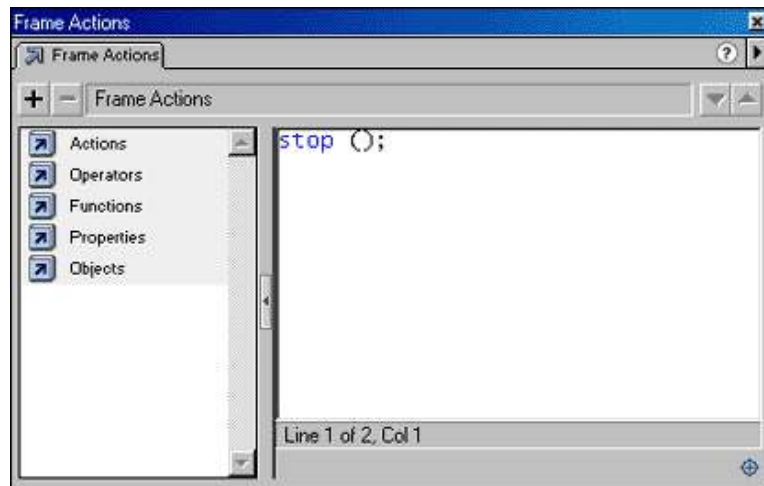 Frame Actions
Frame Actions
?
+ − Frame Actions
Actions
Operators
Functions
Properties
Objects
stop ();
Line 1 of 2, Col 1